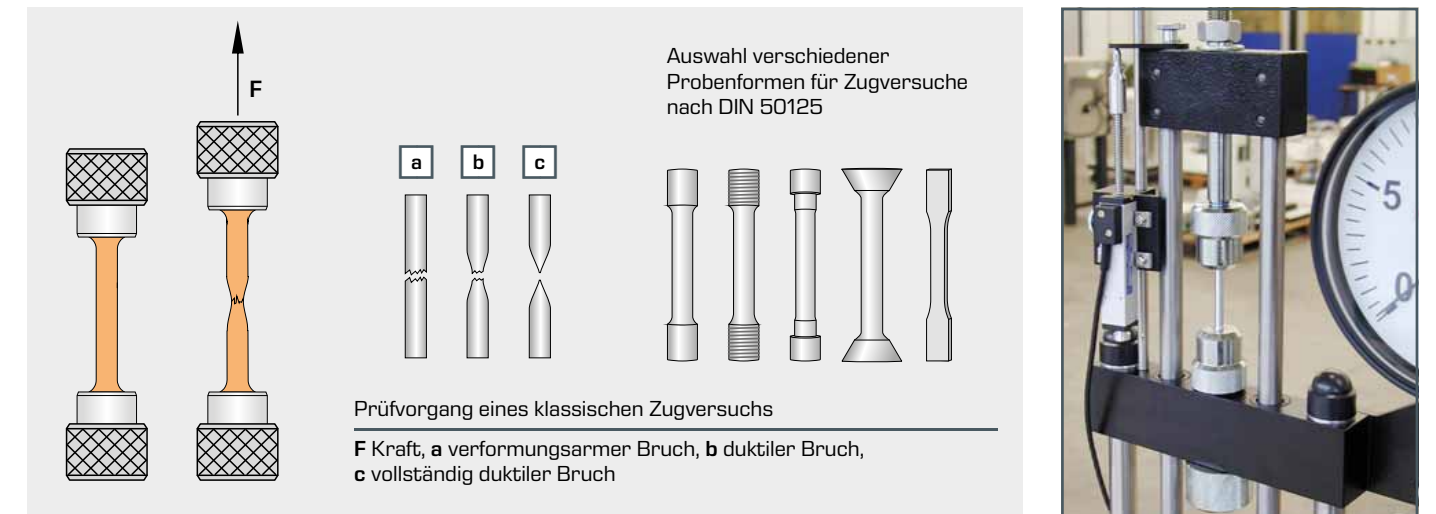 F
Auswahl verschiedener
Probenformen für Zugversuche
nach DIN 50125
a b c
Prüfvorgang eines klassischen Zugversuchs
F Kraft, a verformungsarmer Bruch, b duktiler Bruch,
c vollständig duktiler Bruch
5
0